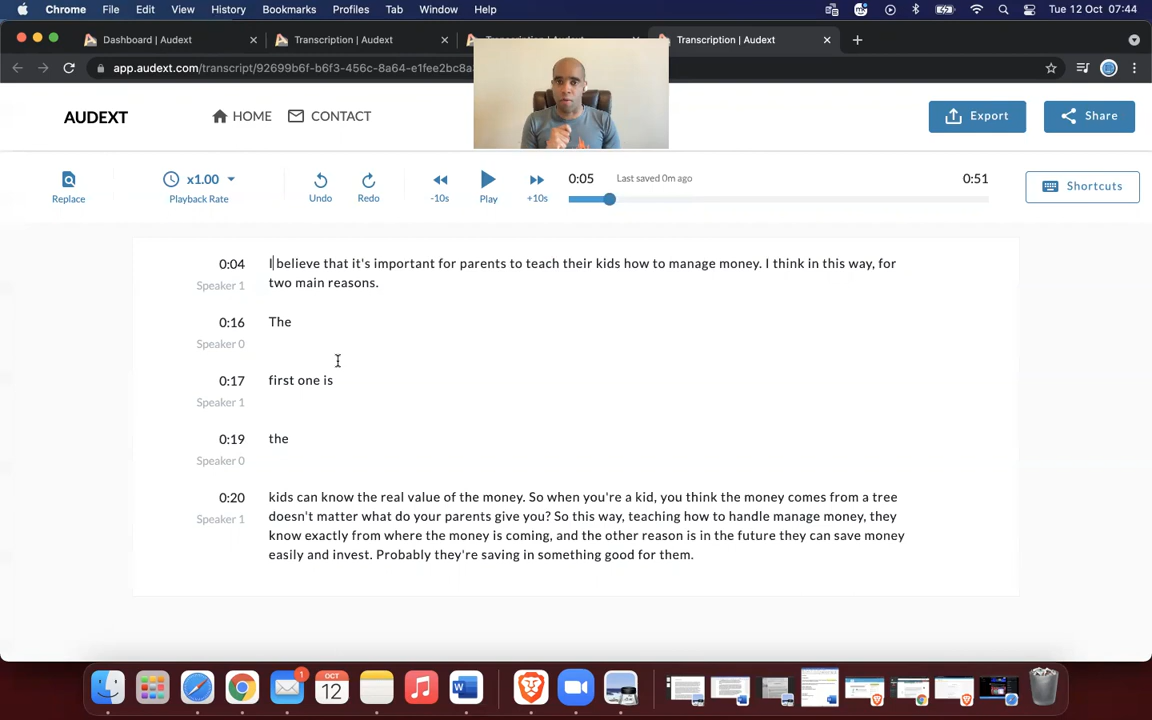 Chrome File Edit View History Bookmarks Profiles Tab Window Help Tue 12 Oct 07:44
Dashboard | Audext Transcription | Audext Transcription | Audext
app.audext.com/transcript/92699b6f-b6f3-456c-8a64-e1fee2bc8a
AUDEXT HOME CONTACT Export Share
Replace
x1.00
Playback Rate
Undo
Redo
-10s
Play
+10s
0:05 Last saved 0m ago 0:51
Shortcuts
0:04 I believe that it's important for parents to teach their kids how to manage money. I think in this way, for
Speaker 1 two main reasons.
0:16 The
Speaker 0
0:17 first one is
Speaker 1
0:19 the
Speaker 0
0:20 kids can know the real value of the money. So when you're a kid, you think the money comes from a tree
Speaker 1 doesn't matter what do your parents give you? So this way, teaching how to handle manage money, they
know exactly from where the money is coming, and the other reason is in the future they can save money
easily and invest. Probably they're saving in something good for them.
1
OCT
12